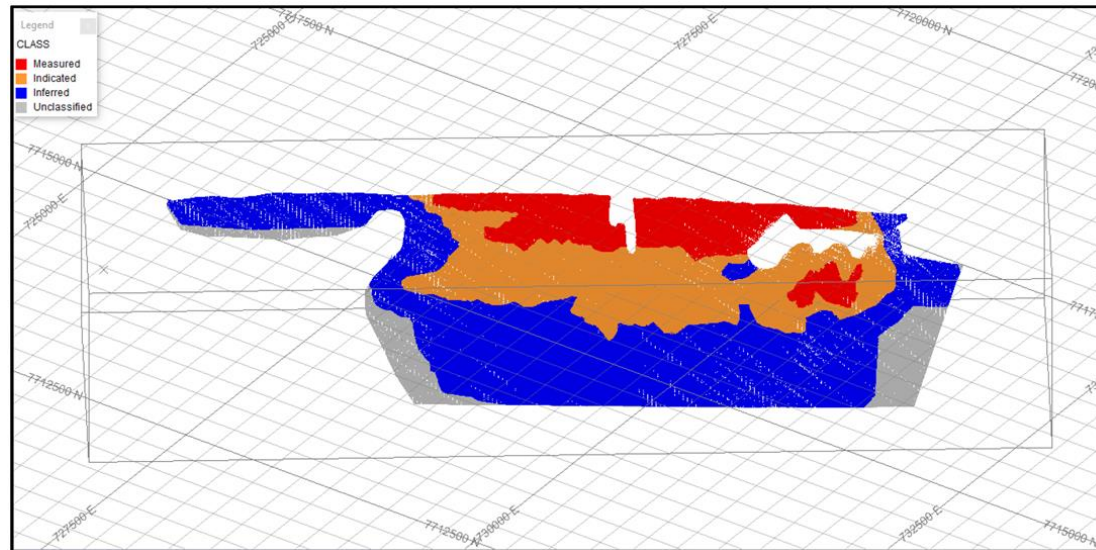 Legend
CLASS
Measured
Indicated
Inferred
Unclassified
725000 E
7717500 N
727500 E
7720000 N
7715000 N
725000 E
7712500 N
727500 E
7712500 N
730000 E
732500 E
7715000 N